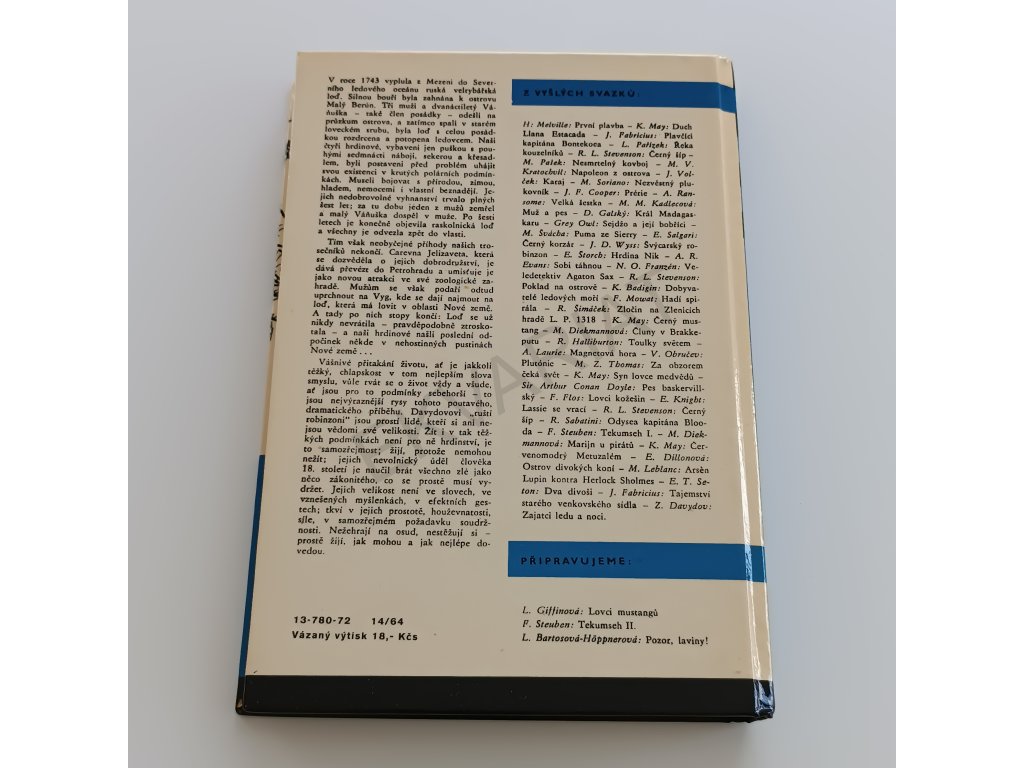 V roce 1743 vyplula z Mezeni do Sever-
ního ledového oceánu ruská velrybářská
loď. Silnou bouří byla zahnána k ostrovu
Malý Berún. Tři muži a dvanáctiletý Vá-
ňuška – také člen posádky – odešli na
průzkum ostrova, a zatímco spali v starém
loveckém srubu, byla loď s celou posád-
kou rozdrcena a potopena ledovcem. Naši
čtyři hrdinové, vybaveni jen puškou s pou-
hými sedmnácti náboji, sekerou a křesad-
lem, byli postaveni před problém uhájit
svou existenci v krutých polárních podmín-
kách. Museli bojovat s přírodou, zimou,
hladem, nemocemi i vlastní beznadějí. Je-
jich nedobrovolné vyhnanství trvalo plných
šest let; za tu dobu jeden z mužů zemřel
a malý Váňuška dospěl v muže. Po šesti
letech je konečně objevila raskolnická loď
a všechny je odvezla zpět do vlasti.
Tím však neobyčejné příhody našich tro-
sečníků nekončí. Carevna Jelizaveta, která
se dozvěděla o jejich dobrodružství, je
dává převézt do Petrohradu a umisťuje je
jako novou atrakci ve své zoologické za-
hradě. Mužům se však podaří odtud
uprchnout na Vyg, kde se dají najmout na
loď, která má lovit v oblasti Nové země.
A tady po nich stopy končí: Loď se už
nikdy nevrátila – pravděpodobně ztrosko-
tala – a naši hrdinové našli poslední od-
počinek někde v nehostinných pustinách
Nové země . . .
Vášnivé přitakání životu, ať je jakkoli
těžký, chlapskost v tom nejlepším slova
smyslu, vůle rvát se o život vždy a všude,
ať jsou pro to podmínky sebehorší – to
jsou nejvýraznější rysy tohoto poutavého,
dramatického příběhu. Davydovovi „ruští
robinzoni" jsou prostí lidé, kteří si ani ne-
jsou vědomi své velikosti. Žít i v tak těž-
kých podmínkách není pro ně hrdinství, je
to samozřejmost; žijí, protože nemohou
nežít; jejich nevolnický úděl člověka
18. století je naučil brát všechno zlé jako
něco zákonitého, co se prostě musí vy-
držet. Jejich velikost není ve slovech, ve
vznešených myšlenkách, v efektních ges-
tech; tkví v jejich prostotě, houževnatosti,
síle, v samozřejmém požadavku soudrž-
nosti. Nežehrají na osud, nestěžují si –
prostě žijí, jak mohou a jak nejlépe do-
vedou.
13-780-72 14/64
Vázaný výtisk 18,- Kčs
Z VYŠLÝCH SVAZKŮ:
H. Melville: První plavba – K. May: Duch
Llana Estacada – J. Fabricius: Plavčíci
kapitána Bontekoea – L. Pařízek: Řeka
kouzelníků – R. L. Stevenson: Černý šíp –
M. Pašek: Nesmrtelný kovboj – M. V.
Kratochvíl: Napoleon z ostrova – J. Vol-
ček: Kataj – M. Soriano: Nezvěstný plu-
kovník – J. F. Cooper: Prérie – A. Ran-
some: Velká šestka – M. M. Kadlecová:
Muž a pes – D. Galský: Král Madagas-
karu – Grey Owl: Sejdžo a její bobříci –
M. Švácha: Puma ze Sierry – E. Salgari:
Černý korzár – J. D. Wyss: Švýcarský ro-
binzon – E. Štorch: Hrdina Nik – A. R.
Evans: Sobí táhnou – N. O. Franzén: Ve-
ledetektiv Agaton Sax – R. L. Stevenson:
Poklad na ostrově – K. Badigin: Dobyva-
telé ledových moří – F. Mowat: Hadí spi-
rála – R. Šimáček: Zločin na Zlenicích
hradě L. P. 1318 – K. May: Černý mus-
tang – M. Diekmannová: Čluny v Brakke-
putu – R. Halliburton: Toulky světem –
A. Laurie: Magnetová hora – V. Obručev:
Plutónie – M. Z. Thomas: Za obzorem
čeká svět – K. May: Syn lovce medvědů –
Sir Arthur Conan Doyle: Pes baskervill-
ský – F. Flos: Lovci kožešin – E. Knight:
Lassie se vrací – R. L. Stevenson: Černý
šíp – R. Sabatini: Odysea kapitána Bloo-
da – F. Steuben: Tekumseh I. – M. Diek-
mannová: Marijn u pirátů – K. May: Čer-
venomodrý Metuzalém – E. Dillonová:
Ostrov divokých koní – M. Leblanc: Arsèn
Lupin kontra Herlock Sholmes – E. T. Se-
ton: Dva divoši – J. Fabricius: Tajemství
starého venkovského sídla – Z. Davydov:
Zajatci ledu a noci.
PŘIPRAVUJEME:
L. Giffinová: Lovci mustangů
F. Steuben: Tekumseh II.
L. Bartosová-Höppnerová: Pozor, laviny!